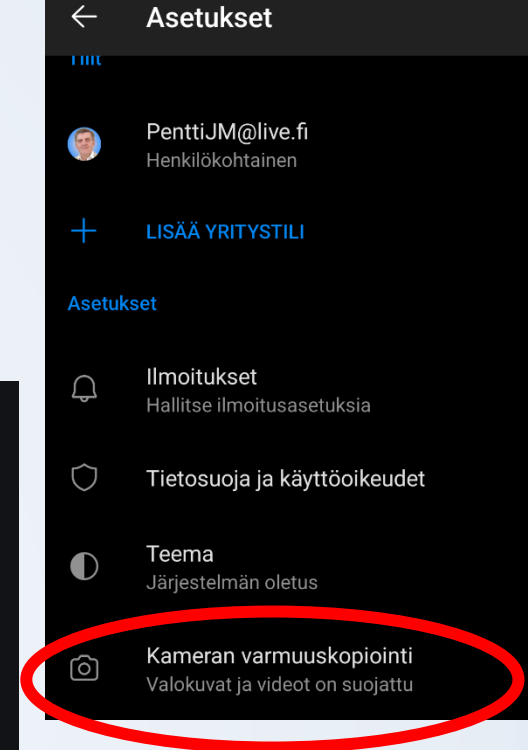 Asetukset
Tilit
PenttiJM@live.fi
Henkilökohtainen
LISÄÄ YRITYSTILI
Asetukset
Ilmoitukset
Hallitse ilmoitusasetuksia
Tietosuoja ja käyttöoikeudet
Teema
Järjestelmän oletus
Kameran varmuuskopiointi
Valokuvat ja videot on suojattu